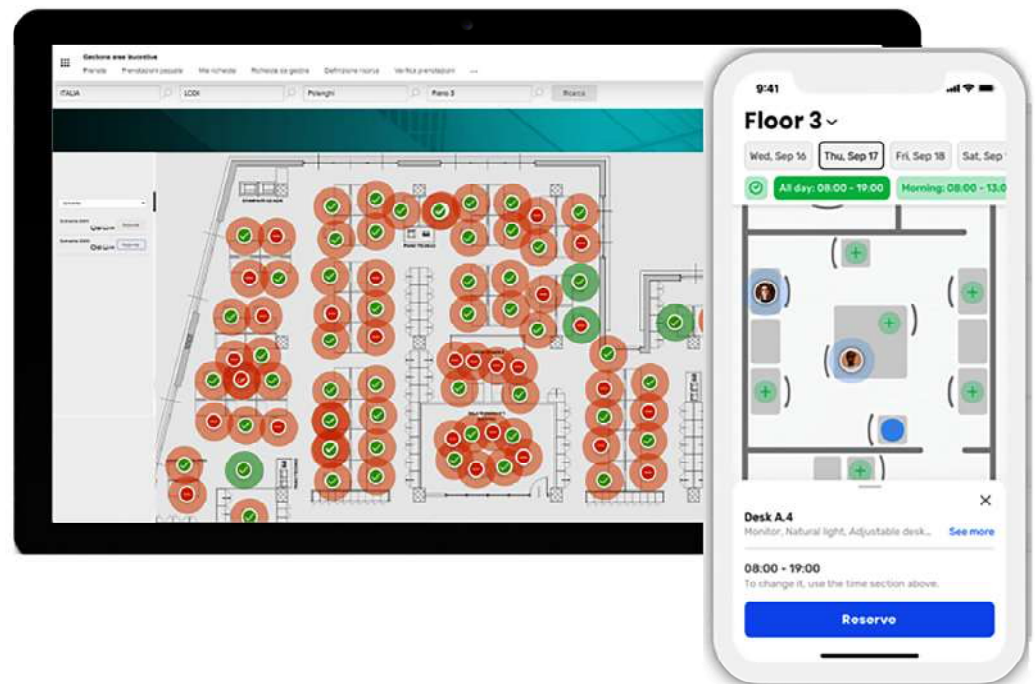 Gestione aree lavorative
Prenota Prenotazioni passate Mie richieste Richieste da gestire Definizione risorse Verifica prenotazioni ...
ITALIA LODI Polenghi Piano 3 Ricerca
9:41
Floor 3
Wed, Sep 16 Thu, Sep 17 Fri, Sep 18 Sat, Sep
All day: 08:00 - 19:00 Morning: 08:00 - 13:0
Desk A.4
Monitor, Natural light, Adjustable desk... See more
08:00 - 19:00
To change it, use the time section above.
Reserve